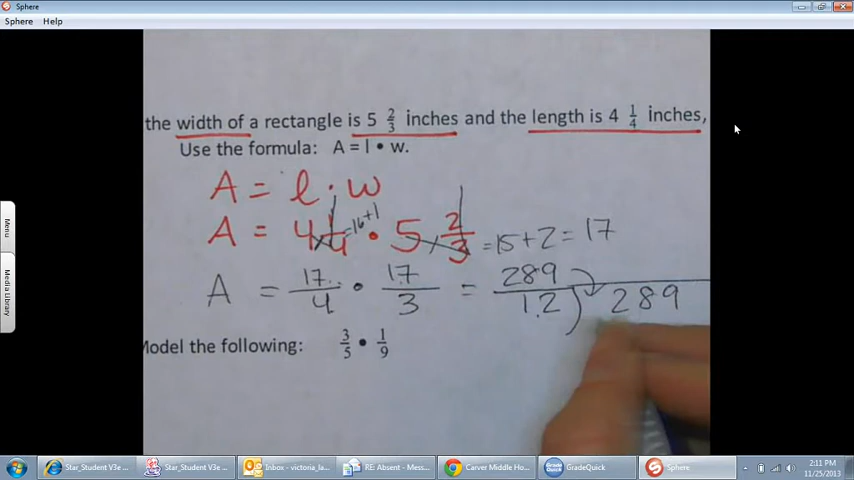 Sphere
Sphere Help
the width of a rectangle is 5 2/3 inches and the length is 4 1/4 inches,
Use the formula: A = l • w.
A = l · w
A = 4 1/4 = 16+1 • 5 2/3 = 15+2 = 17
A = 17/4 • 17/3 = 289/12 ) 289
Model the following: 3/5 • 1/9
Menu
Media Library
Star_Student V3e ...
Star_Student V3e ...
Inbox - victoria_la...
RE: Absent - Mess...
Carver Middle Ho...
GradeQuick
Sphere
2:11 PM
11/25/2013